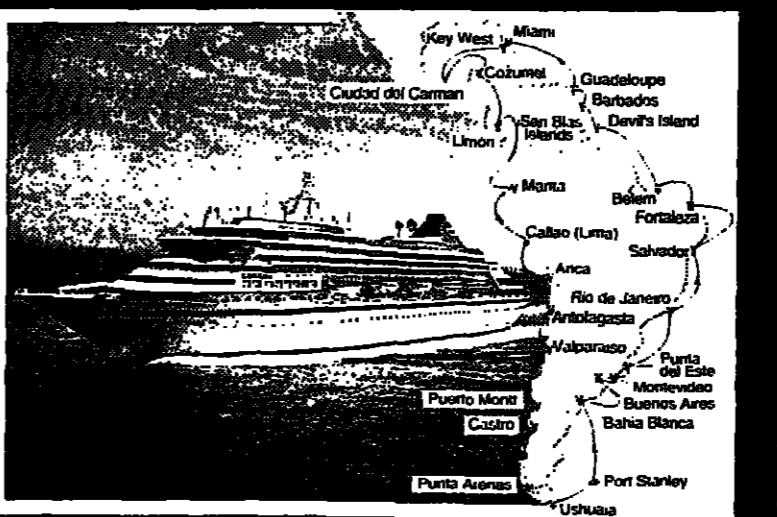 Key West
Miami
Cozumel
Ciudad del Carman
Guadeloupe
Barbados
San Blas
Islands
Devil's Island
Limón
Manta
Belem
Fortaleza
Callao (Lima)
Salvador
Arica
Rio de Janeiro
Antofagasta
Valparaiso
Punta
del Este
Montevideo
Puerto Montt
Buenos Aires
Castro
Bahia Blanca
Punta Arenas
Port Stanley
Ushuaia